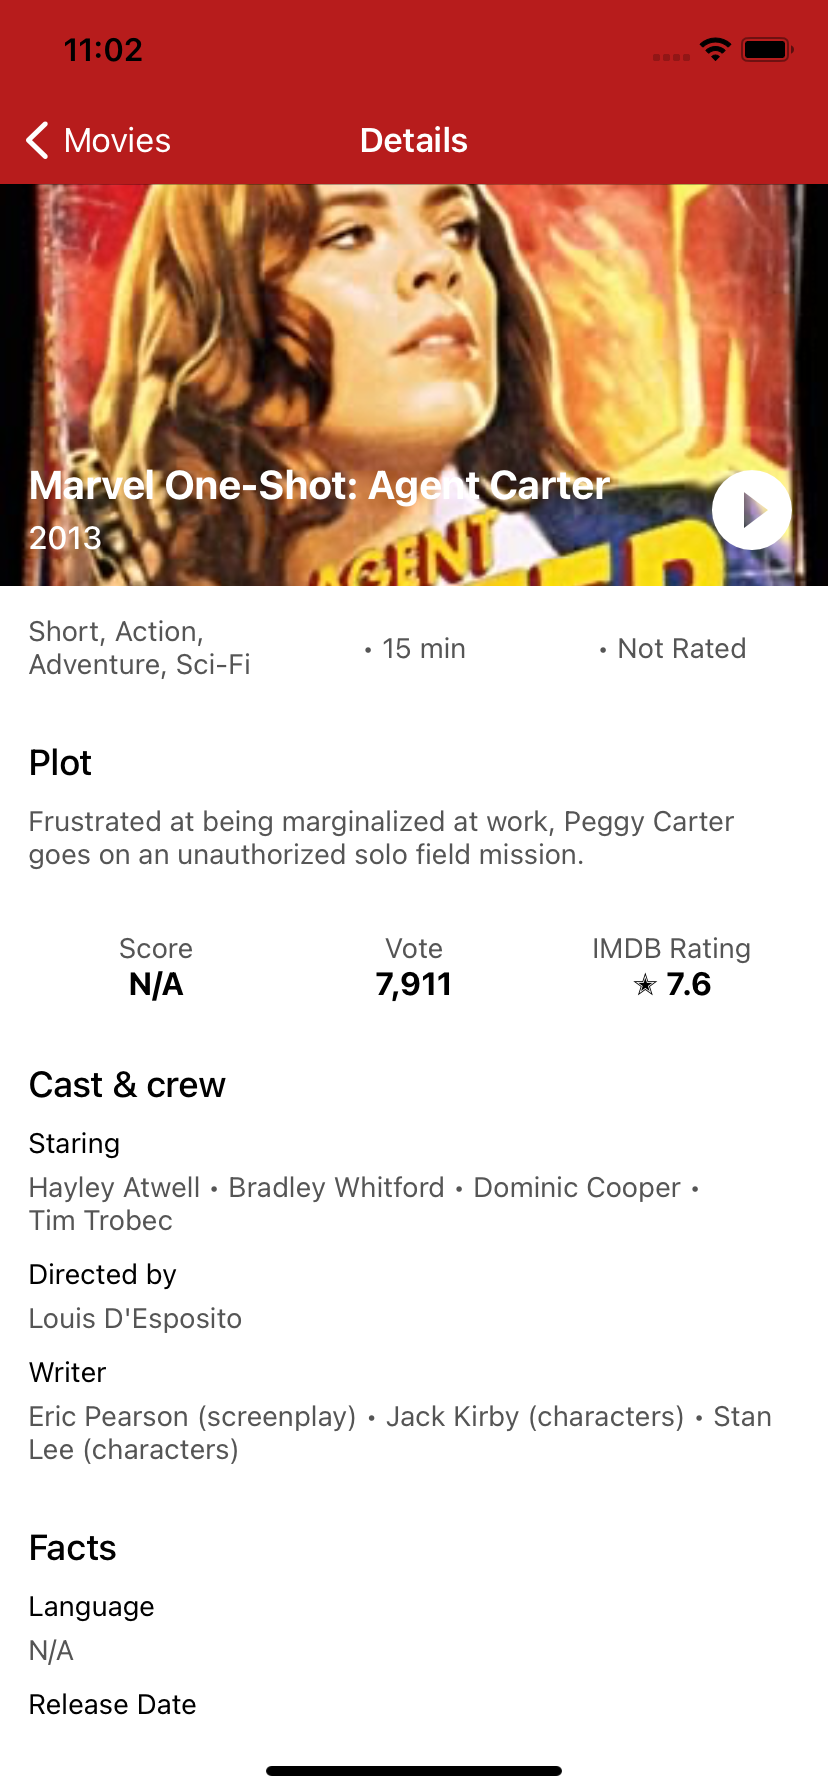 11:02
Movies
Details
Marvel One-Shot: Agent Carter
2013
AGENT
Short, Action,
Adventure, Sci-Fi
• 15 min
• Not Rated
Plot
Frustrated at being marginalized at work, Peggy Carter
goes on an unauthorized solo field mission.
Score
Vote
IMDB Rating
N/A
7,911
★ 7.6
Cast & crew
Staring
Hayley Atwell • Bradley Whitford • Dominic Cooper •
Tim Trobec
Directed by
Louis D'Esposito
Writer
Eric Pearson (screenplay) • Jack Kirby (characters) • Stan
Lee (characters)
Facts
Language
N/A
Release Date